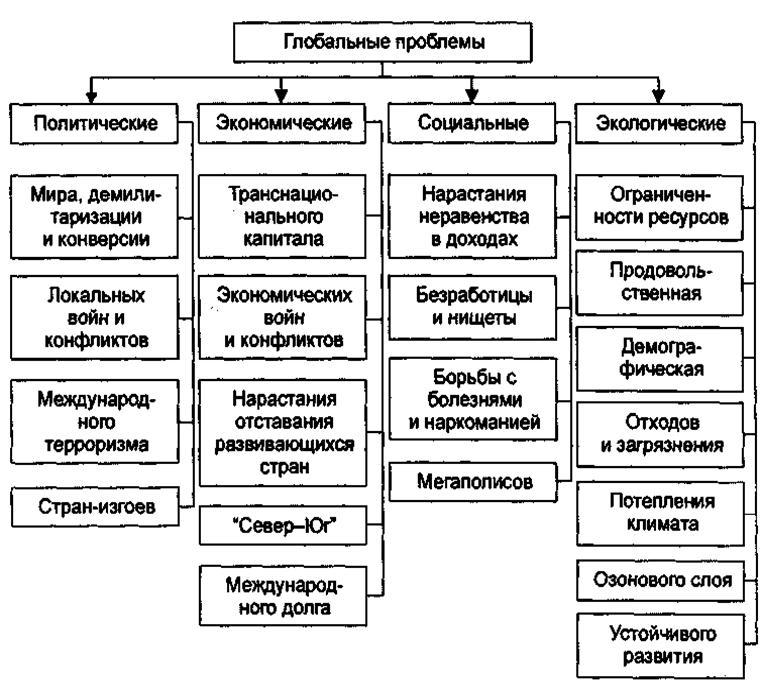 Глобальные проблемы
Политические
Экономические
Социальные
Экологические
Мира, демили-
таризации
и конверсии
Локальных
войн и
конфликтов
Международ-
ного
терроризма
Стран-изгоев
Транснацио-
нального
капитала
Экономических
войн
и конфликтов
Нарастания
отставания
развивающихся
стран
"Север–Юг"
Международ-
ного долга
Нарастания
неравенства
в доходах
Безработицы
и нищеты
Борьбы с
болезнями
и наркоманией
Мегаполисов
Ограничен-
ности ресурсов
Продоволь-
ственная
Демогра-
фическая
Отходов
и загрязнения
Потепления
климата
Озонового слоя
Устойчивого
развития